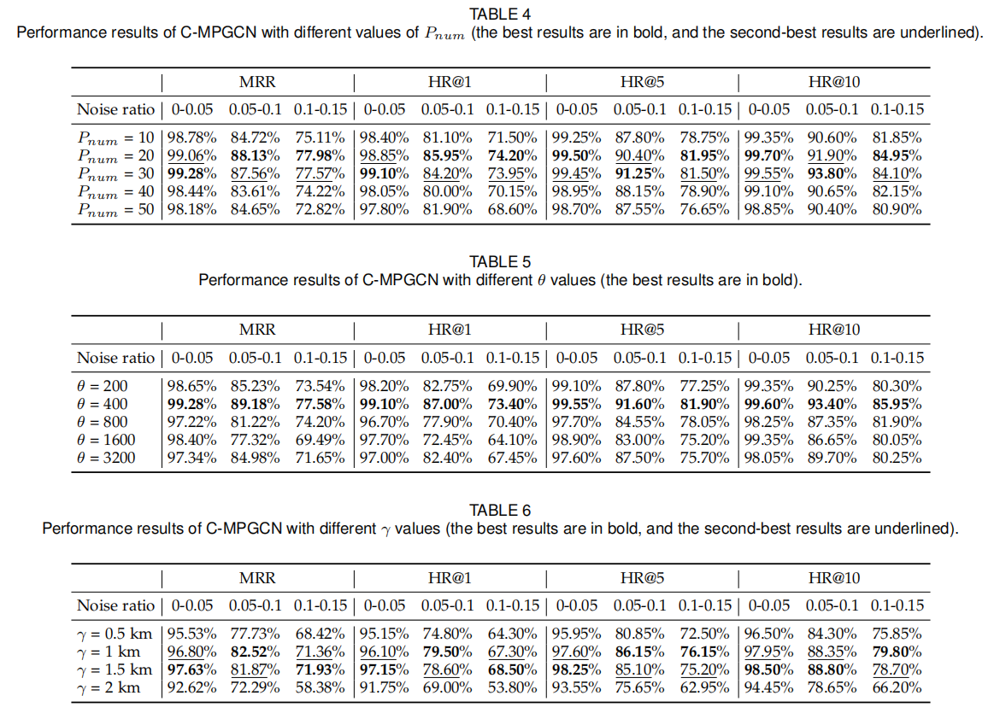 TABLE 4
Performance results of C-MPGCN with different values of P_num (the best results are in bold, and the second-best results are underlined).
MRR HR@1 HR@5 HR@10
Noise ratio 0-0.05 0.05-0.1 0.1-0.15 0-0.05 0.05-0.1 0.1-0.15 0-0.05 0.05-0.1 0.1-0.15 0-0.05 0.05-0.1 0.1-0.15
P_num = 10 98.78% 84.72% 75.11% 98.40% 81.10% 71.50% 99.25% 87.80% 78.75% 99.35% 90.60% 81.85%
P_num = 20 99.06% 88.13% 77.98% 98.85% 85.95% 74.20% 99.50% 90.40% 81.95% 99.70% 91.90% 84.95%
P_num = 30 99.28% 87.56% 77.57% 99.10% 84.20% 73.95% 99.45% 91.25% 81.50% 99.55% 93.80% 84.10%
P_num = 40 98.44% 83.61% 74.22% 98.05% 80.00% 70.15% 98.95% 88.15% 78.90% 99.10% 90.65% 82.15%
P_num = 50 98.18% 84.65% 72.82% 97.80% 81.90% 68.60% 98.70% 87.55% 76.65% 98.85% 90.40% 80.90%
TABLE 5
Performance results of C-MPGCN with different θ values (the best results are in bold).
MRR HR@1 HR@5 HR@10
Noise ratio 0-0.05 0.05-0.1 0.1-0.15 0-0.05 0.05-0.1 0.1-0.15 0-0.05 0.05-0.1 0.1-0.15 0-0.05 0.05-0.1 0.1-0.15
θ = 200 98.65% 85.23% 73.54% 98.20% 82.75% 69.90% 99.10% 87.80% 77.25% 99.35% 90.25% 80.30%
θ = 400 99.28% 89.18% 77.58% 99.10% 87.00% 73.40% 99.55% 91.60% 81.90% 99.60% 93.40% 85.95%
θ = 800 97.22% 81.22% 74.20% 96.70% 77.90% 70.40% 97.70% 84.55% 78.05% 98.25% 87.35% 81.90%
θ = 1600 98.40% 77.32% 69.49% 97.70% 72.45% 64.10% 98.90% 83.00% 75.20% 99.35% 86.65% 80.05%
θ = 3200 97.34% 84.98% 71.65% 97.00% 82.40% 67.45% 97.60% 87.50% 75.70% 98.05% 89.70% 80.25%
TABLE 6
Performance results of C-MPGCN with different γ values (the best results are in bold, and the second-best results are underlined).
MRR HR@1 HR@5 HR@10
Noise ratio 0-0.05 0.05-0.1 0.1-0.15 0-0.05 0.05-0.1 0.1-0.15 0-0.05 0.05-0.1 0.1-0.15 0-0.05 0.05-0.1 0.1-0.15
γ = 0.5 km 95.53% 77.73% 68.42% 95.15% 74.80% 64.30% 95.95% 80.85% 72.50% 96.50% 84.30% 75.85%
γ = 1 km 96.80% 82.52% 71.36% 96.10% 79.50% 67.30% 97.60% 86.15% 76.15% 97.95% 88.35% 79.80%
γ = 1.5 km 97.63% 81.87% 71.93% 97.15% 78.60% 68.50% 98.25% 85.10% 75.20% 98.50% 88.80% 78.70%
γ = 2 km 92.62% 72.29% 58.38% 91.75% 69.00% 53.80% 93.55% 75.65% 62.95% 94.45% 78.65% 66.20%